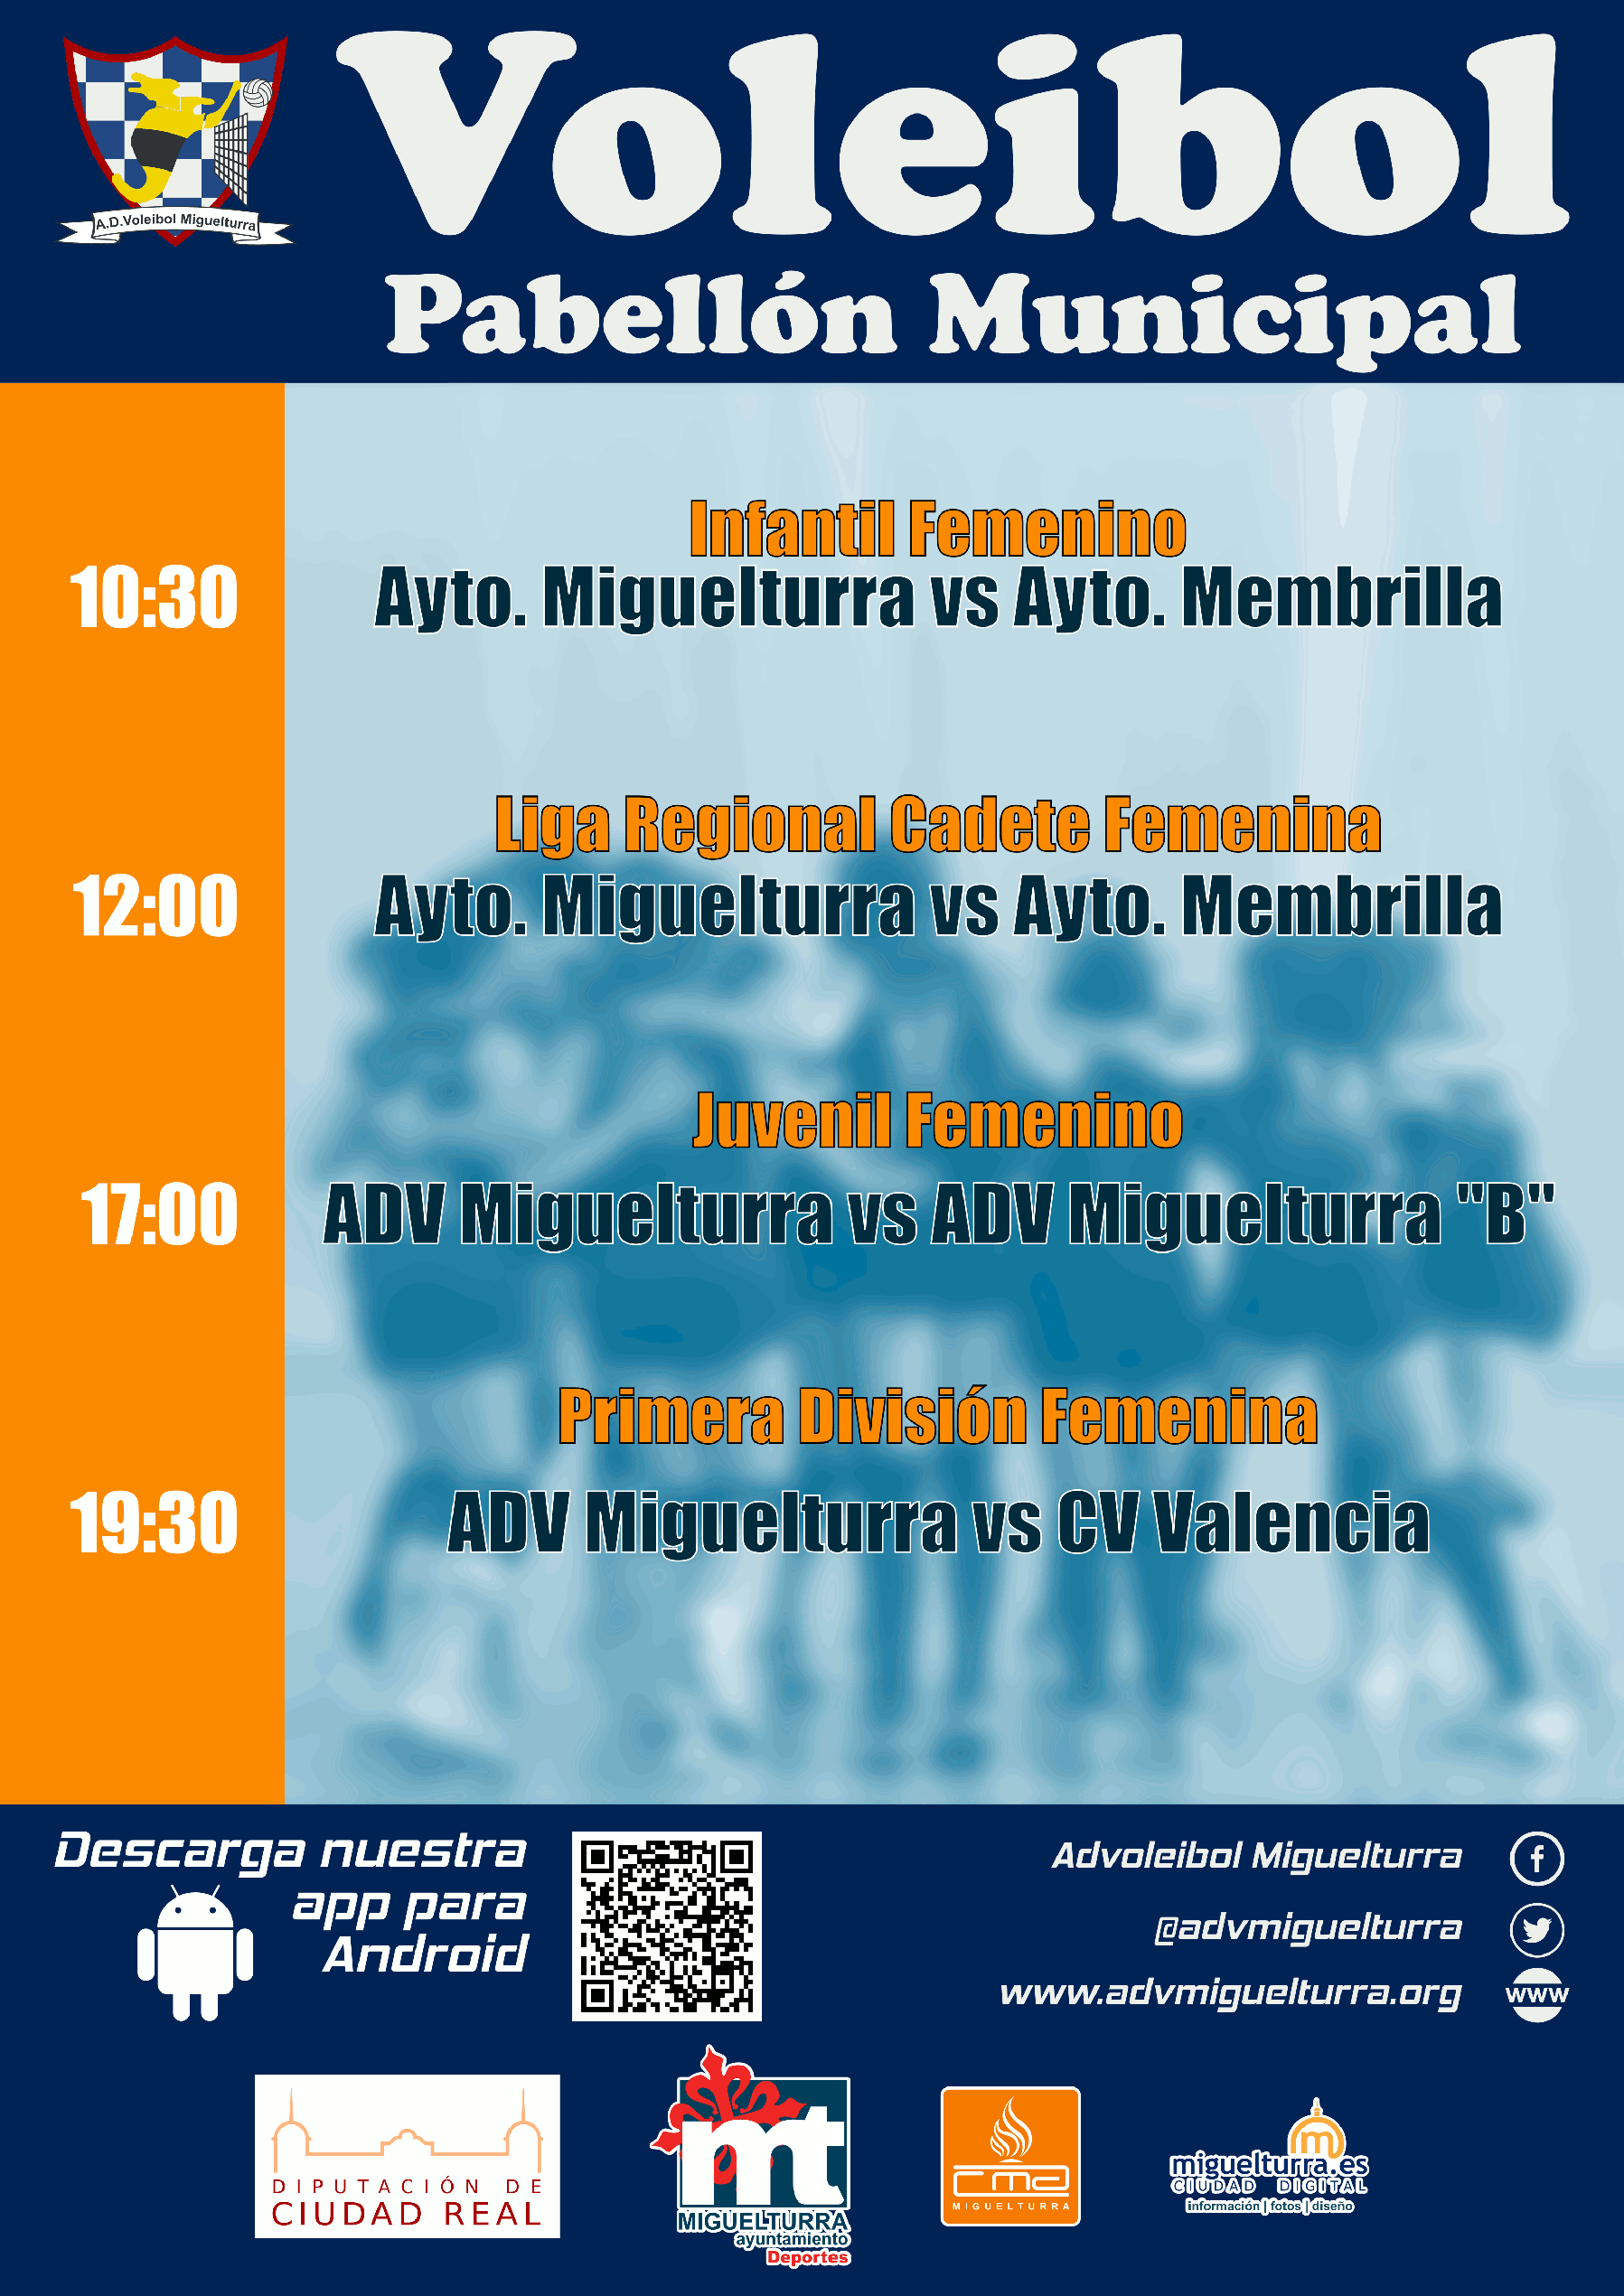 A.D.Voleibol Miguelturra
Voleibol
Pabellón Municipal
Infantil Femenino
10:30 Ayto. Miguelturra vs Ayto. Membrilla
Liga Regional Cadete Femenina
12:00 Ayto. Miguelturra vs Ayto. Membrilla
Juvenil Femenino
17:00 ADV Miguelturra vs ADV Miguelturra "B"
Primera División Femenina
19:30 ADV Miguelturra vs CV Valencia
Descarga nuestra
app para
Android
Advoleibol Miguelturra
f
@advmiguelturra
www.advmiguelturra.org
www
DIPUTACIÓN DE
CIUDAD REAL
mt
MIGUELTURRA
ayuntamiento
Deportes
cma
MIGUELTURRA
m
miguelturra.es
CIUDAD DIGITAL
información | fotos | diseño